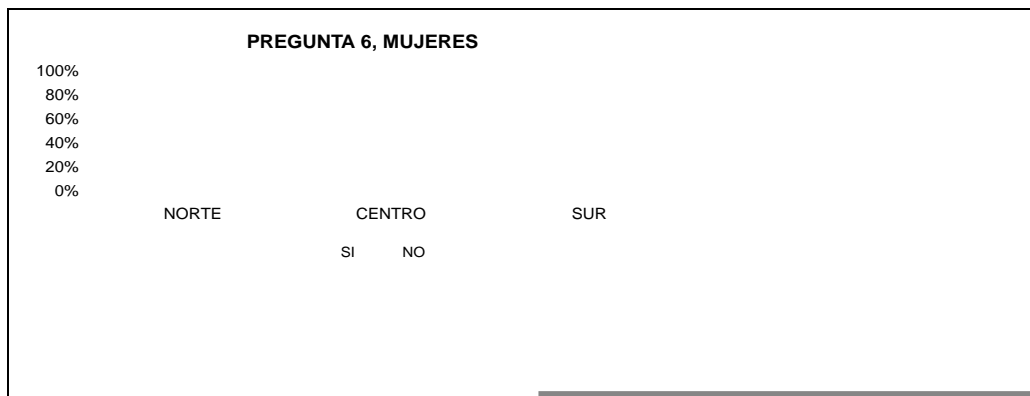 PREGUNTA 6, MUJERES
100%
80%
60%
40%
20%
0%
NORTE CENTRO SUR
SI NO